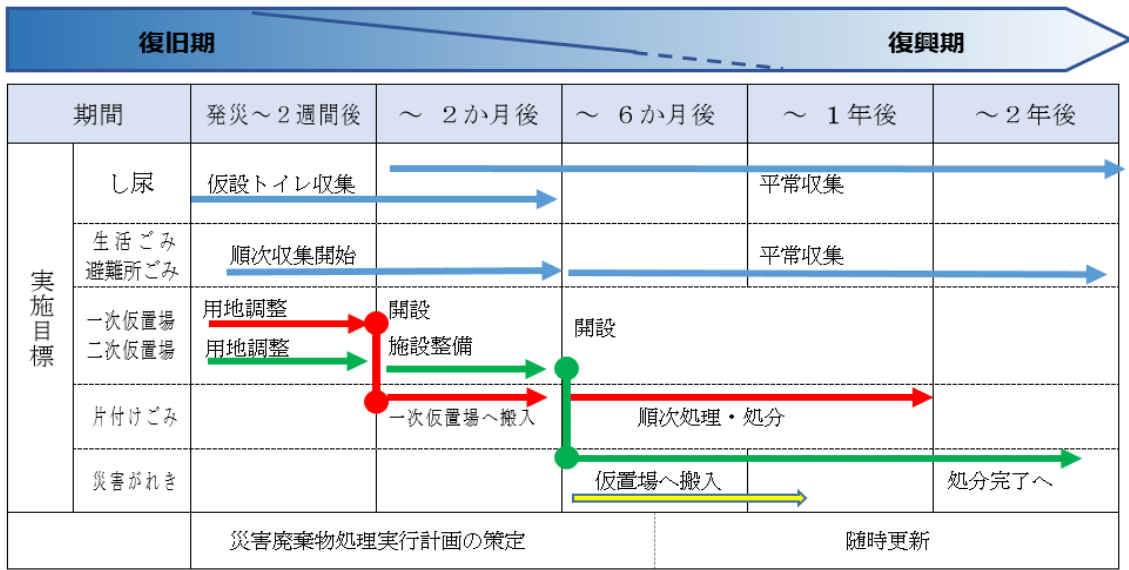 復旧期
復興期
期間
発災～２週間後
～ ２か月後
～ ６か月後
～ １年後
～２年後
実施目標
し尿
仮設トイレ収集
平常収集
生活ごみ
避難所ごみ
順次収集開始
平常収集
一次仮置場
二次仮置場
用地調整
用地調整
開設
施設整備
開設
片付けごみ
一次仮置場へ搬入
順次処理・処分
災害がれき
仮置場へ搬入
処分完了へ
災害廃棄物処理実行計画の策定
随時更新